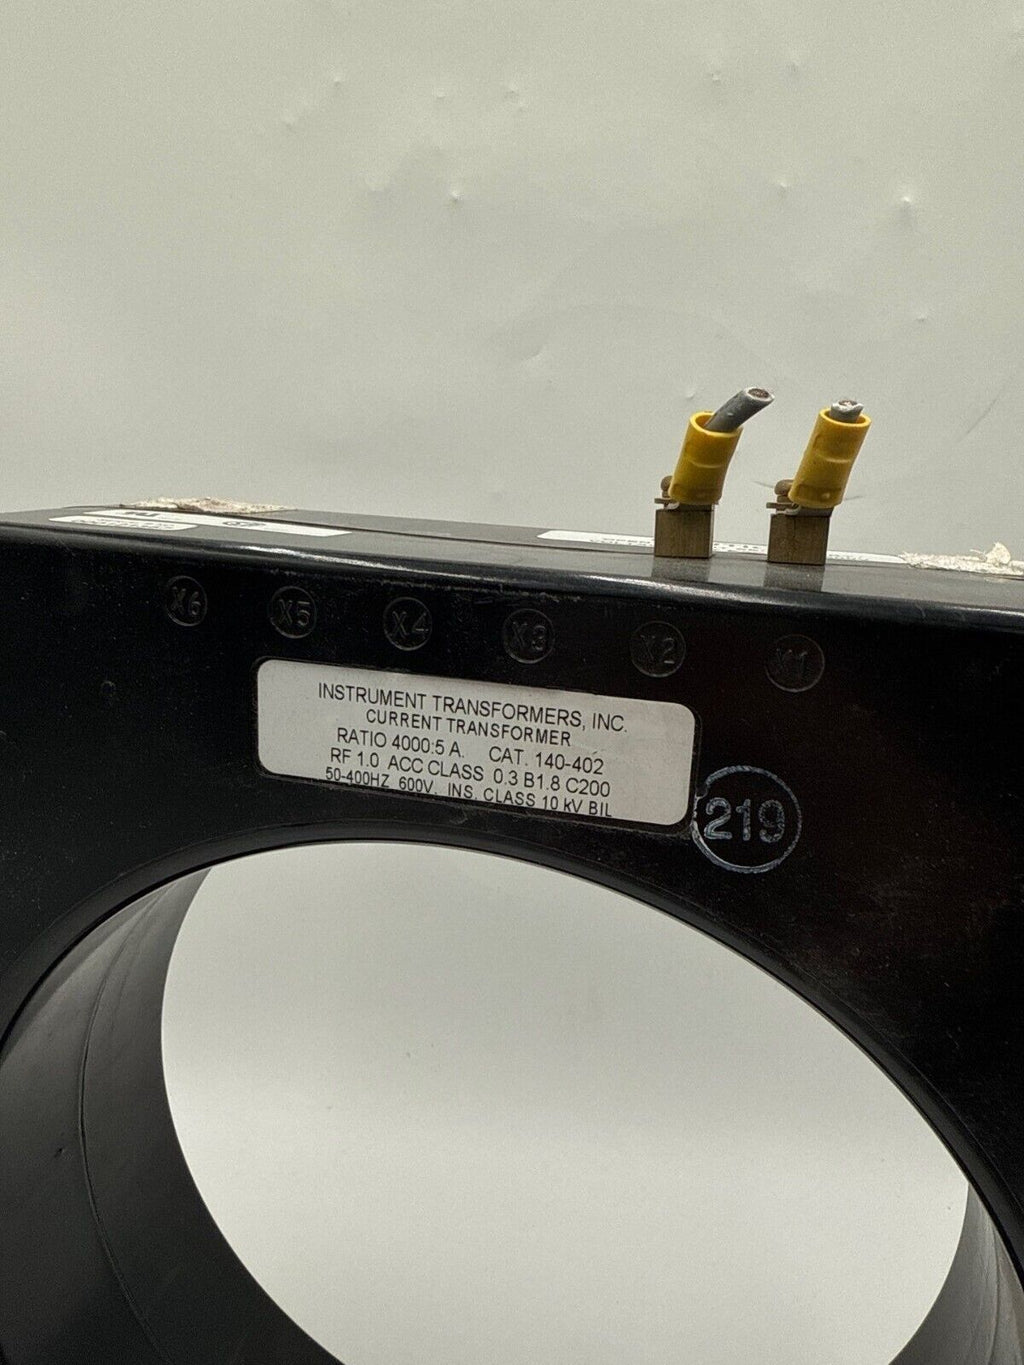 X6 X5 X4 X3 X2 X1
INSTRUMENT TRANSFORMERS, INC.
CURRENT TRANSFORMER
RATIO 4000:5 A. CAT. 140-402
RF 1.0 ACC CLASS 0.3 B1.8 C200
50-400HZ 600V. INS. CLASS 10 kV BIL
219